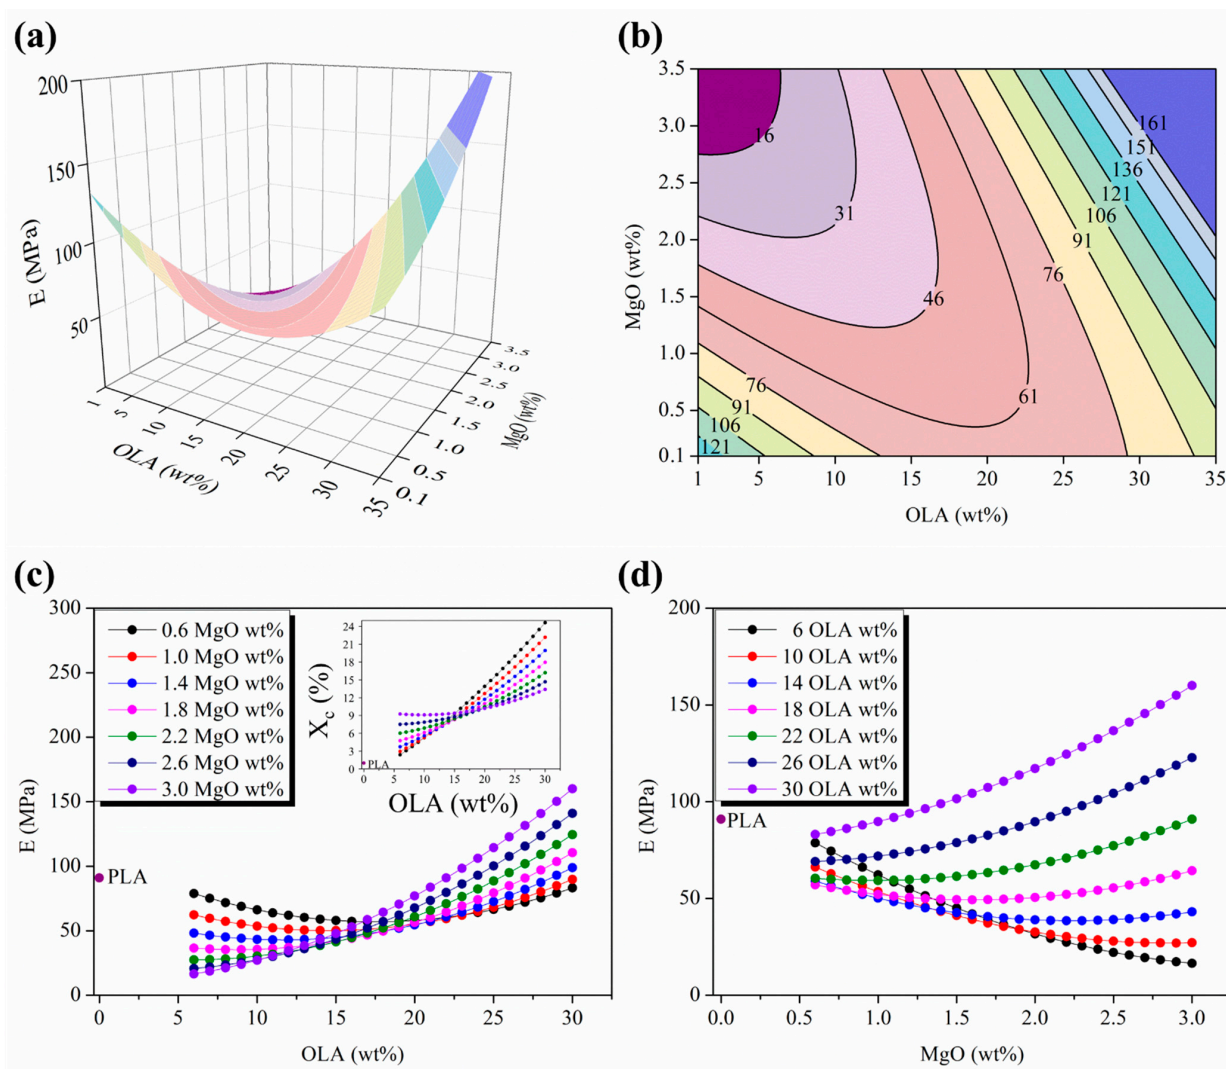 (a)
200
150
100
50
E (MPa)
1
5
10
15
20
25
30
35
OLA (wt%)
0.1
0.5
1.0
1.5
2.0
2.5
3.0
3.5
MgO (wt%)
(b)
3.5
3.0
2.5
2.0
1.5
1.0
0.5
0.1
MgO (wt%)
16
31
46
61
76
91
106
121
136
151
161
76
91
106
121
1 5 10 15 20 25 30 35
OLA (wt%)
(c)
300
250
200
150
100
50
0
E (MPa)
0.6 MgO wt%
1.0 MgO wt%
1.4 MgO wt%
1.8 MgO wt%
2.2 MgO wt%
2.6 MgO wt%
3.0 MgO wt%
PLA
24
21
18
15
12
9
6
3
0
Xc (%)
PLA
0 5 10 15 20 25 30
OLA (wt%)
0 5 10 15 20 25 30
OLA (wt%)
(d)
200
150
100
50
0
E (MPa)
6 OLA wt%
10 OLA wt%
14 OLA wt%
18 OLA wt%
22 OLA wt%
26 OLA wt%
30 OLA wt%
PLA
0.0 0.5 1.0 1.5 2.0 2.5 3.0
MgO (wt%)